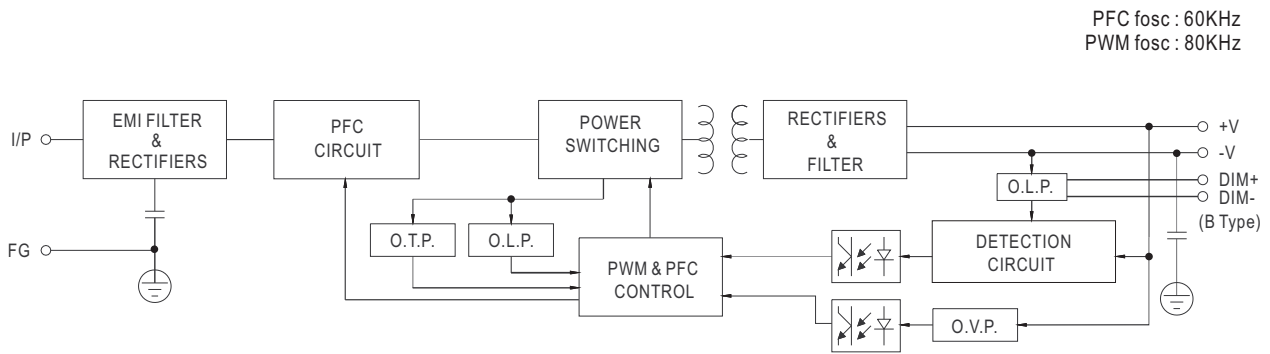 PFC fosc : 60KHz
PWM fosc : 80KHz
I/P
EMI FILTER
&
RECTIFIERS
PFC
CIRCUIT
POWER
SWITCHING
RECTIFIERS
&
FILTER
+V
-V
DIM+
DIM-
(B Type)
O.L.P.
FG
O.T.P.
O.L.P.
PWM & PFC
CONTROL
DETECTION
CIRCUIT
O.V.P.